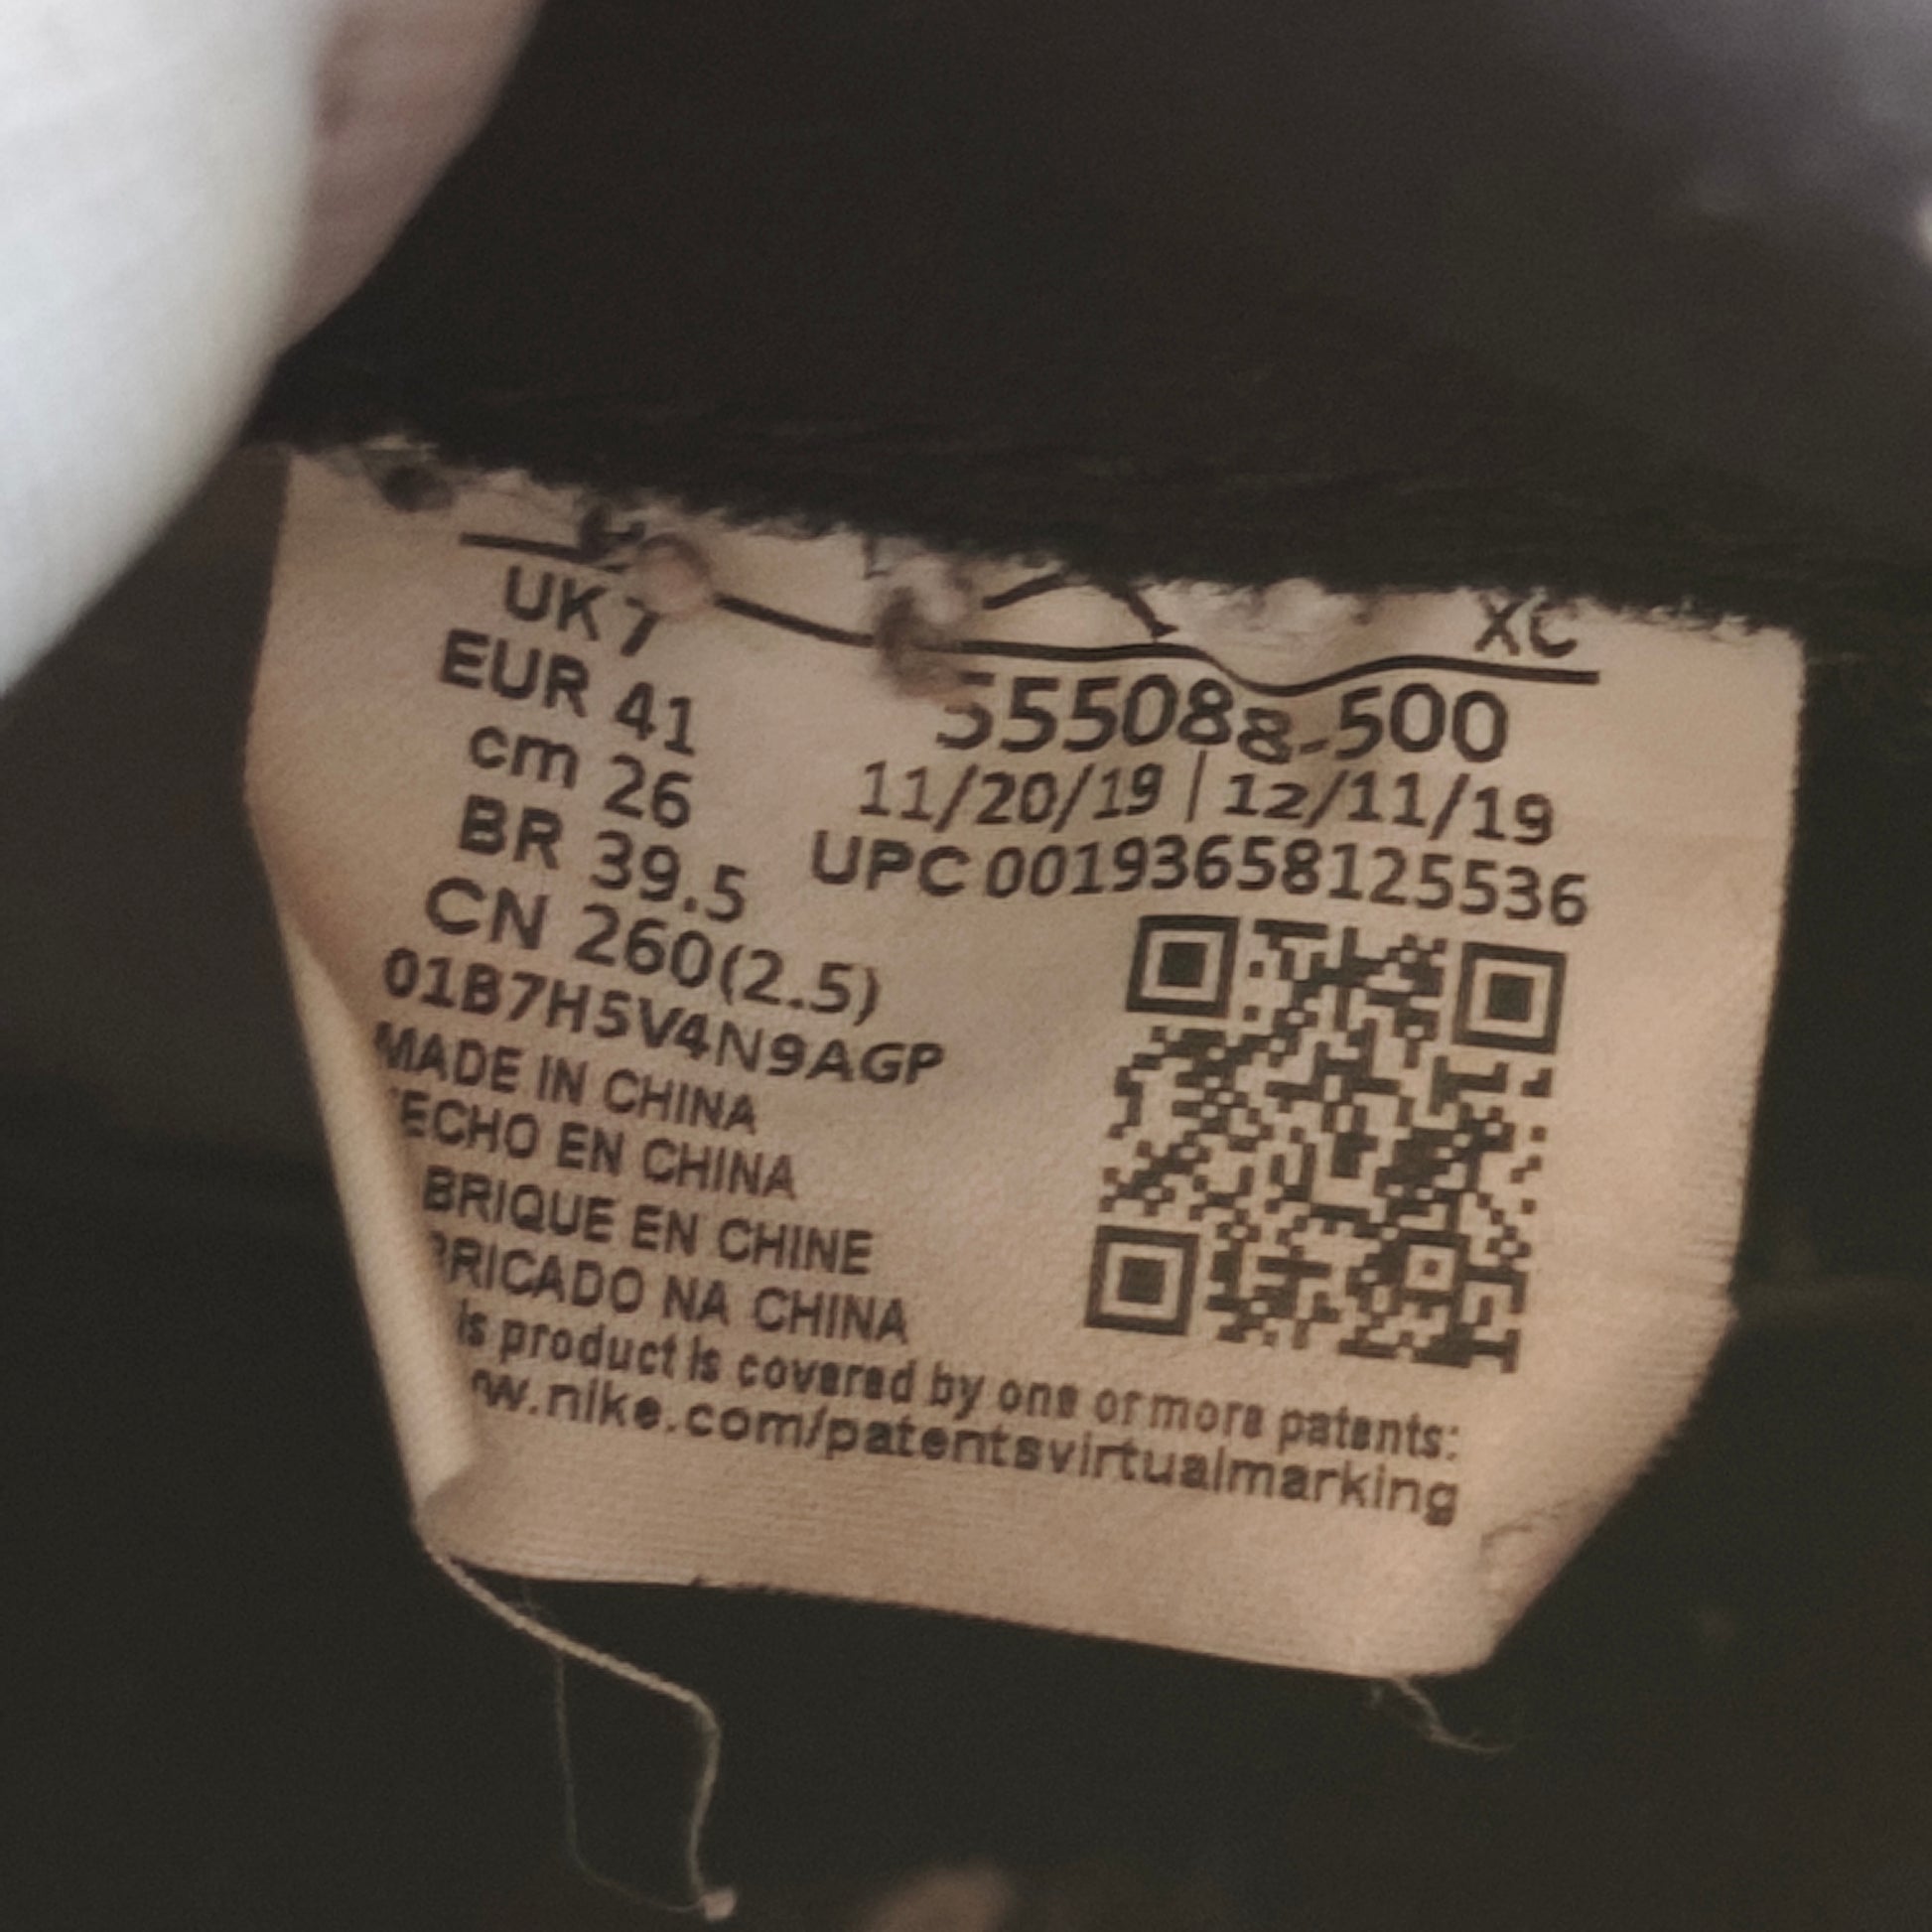 XC
UK 7
EUR 41
cm 26
BR 39.5
CN 260(2.5)
555088-500
11/20/19 | 12/11/19
UPC 00193658125536
01B7H5V4N9AGP
MADE IN CHINA
ECHO EN CHINA
BRIQUE EN CHINE
BRICADO NA CHINA
is product is covered by one or more patents:
w.nike.com/patentsvirtualmarking